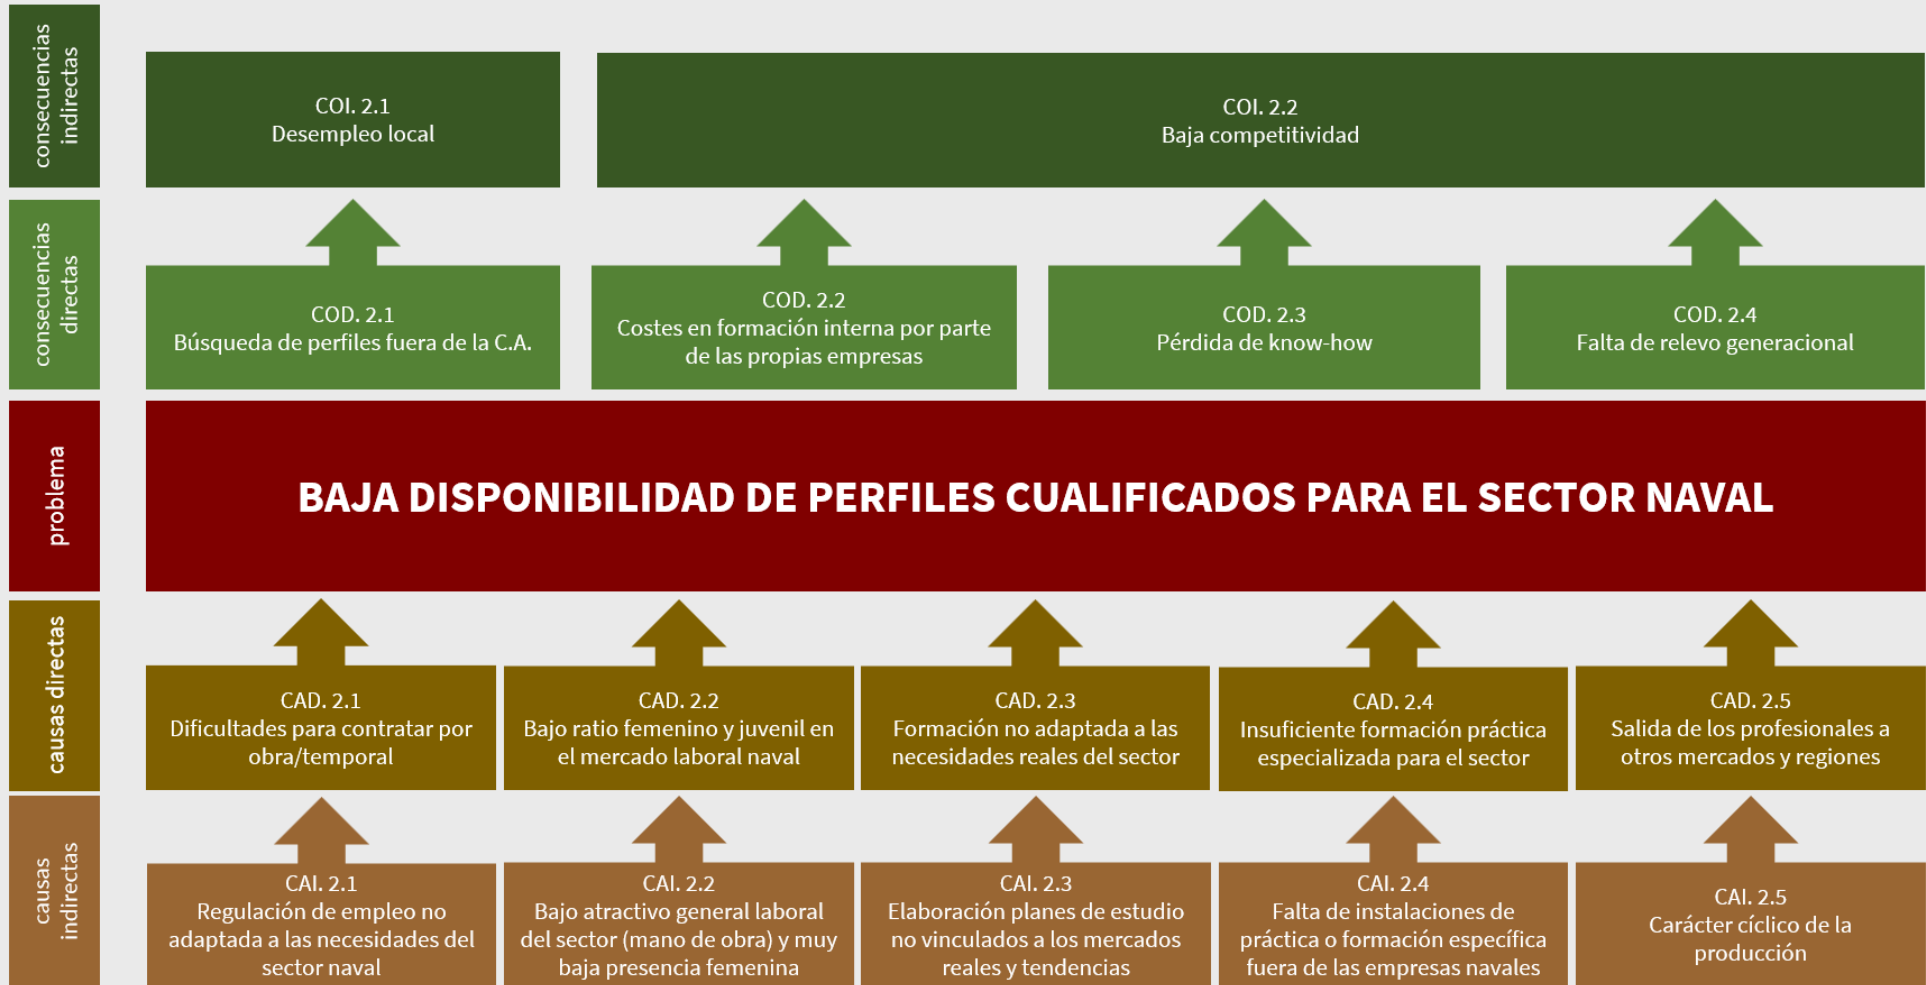 consecuencias
indirectas
COI. 2.1
Desempleo local
COI. 2.2
Baja competitividad
consecuencias
directas
COD. 2.1
Búsqueda de perfiles fuera de la C.A.
COD. 2.2
Costes en formación interna por parte
de las propias empresas
COD. 2.3
Pérdida de know-how
COD. 2.4
Falta de relevo generacional
problema
BAJA DISPONIBILIDAD DE PERFILES CUALIFICADOS PARA EL SECTOR NAVAL
causas directas
CAD. 2.1
Dificultades para contratar por
obra/temporal
CAD. 2.2
Bajo ratio femenino y juvenil en
el mercado laboral naval
CAD. 2.3
Formación no adaptada a las
necesidades reales del sector
CAD. 2.4
Insuficiente formación práctica
especializada para el sector
CAD. 2.5
Salida de los profesionales a
otros mercados y regiones
causas
indirectas
CAI. 2.1
Regulación de empleo no
adaptada a las necesidades del
sector naval
CAI. 2.2
Bajo atractivo general laboral
del sector (mano de obra) y muy
baja presencia femenina
CAI. 2.3
Elaboración planes de estudio
no vinculados a los mercados
reales y tendencias
CAI. 2.4
Falta de instalaciones de
práctica o formación específica
fuera de las empresas navales
CAI. 2.5
Carácter cíclico de la
producción